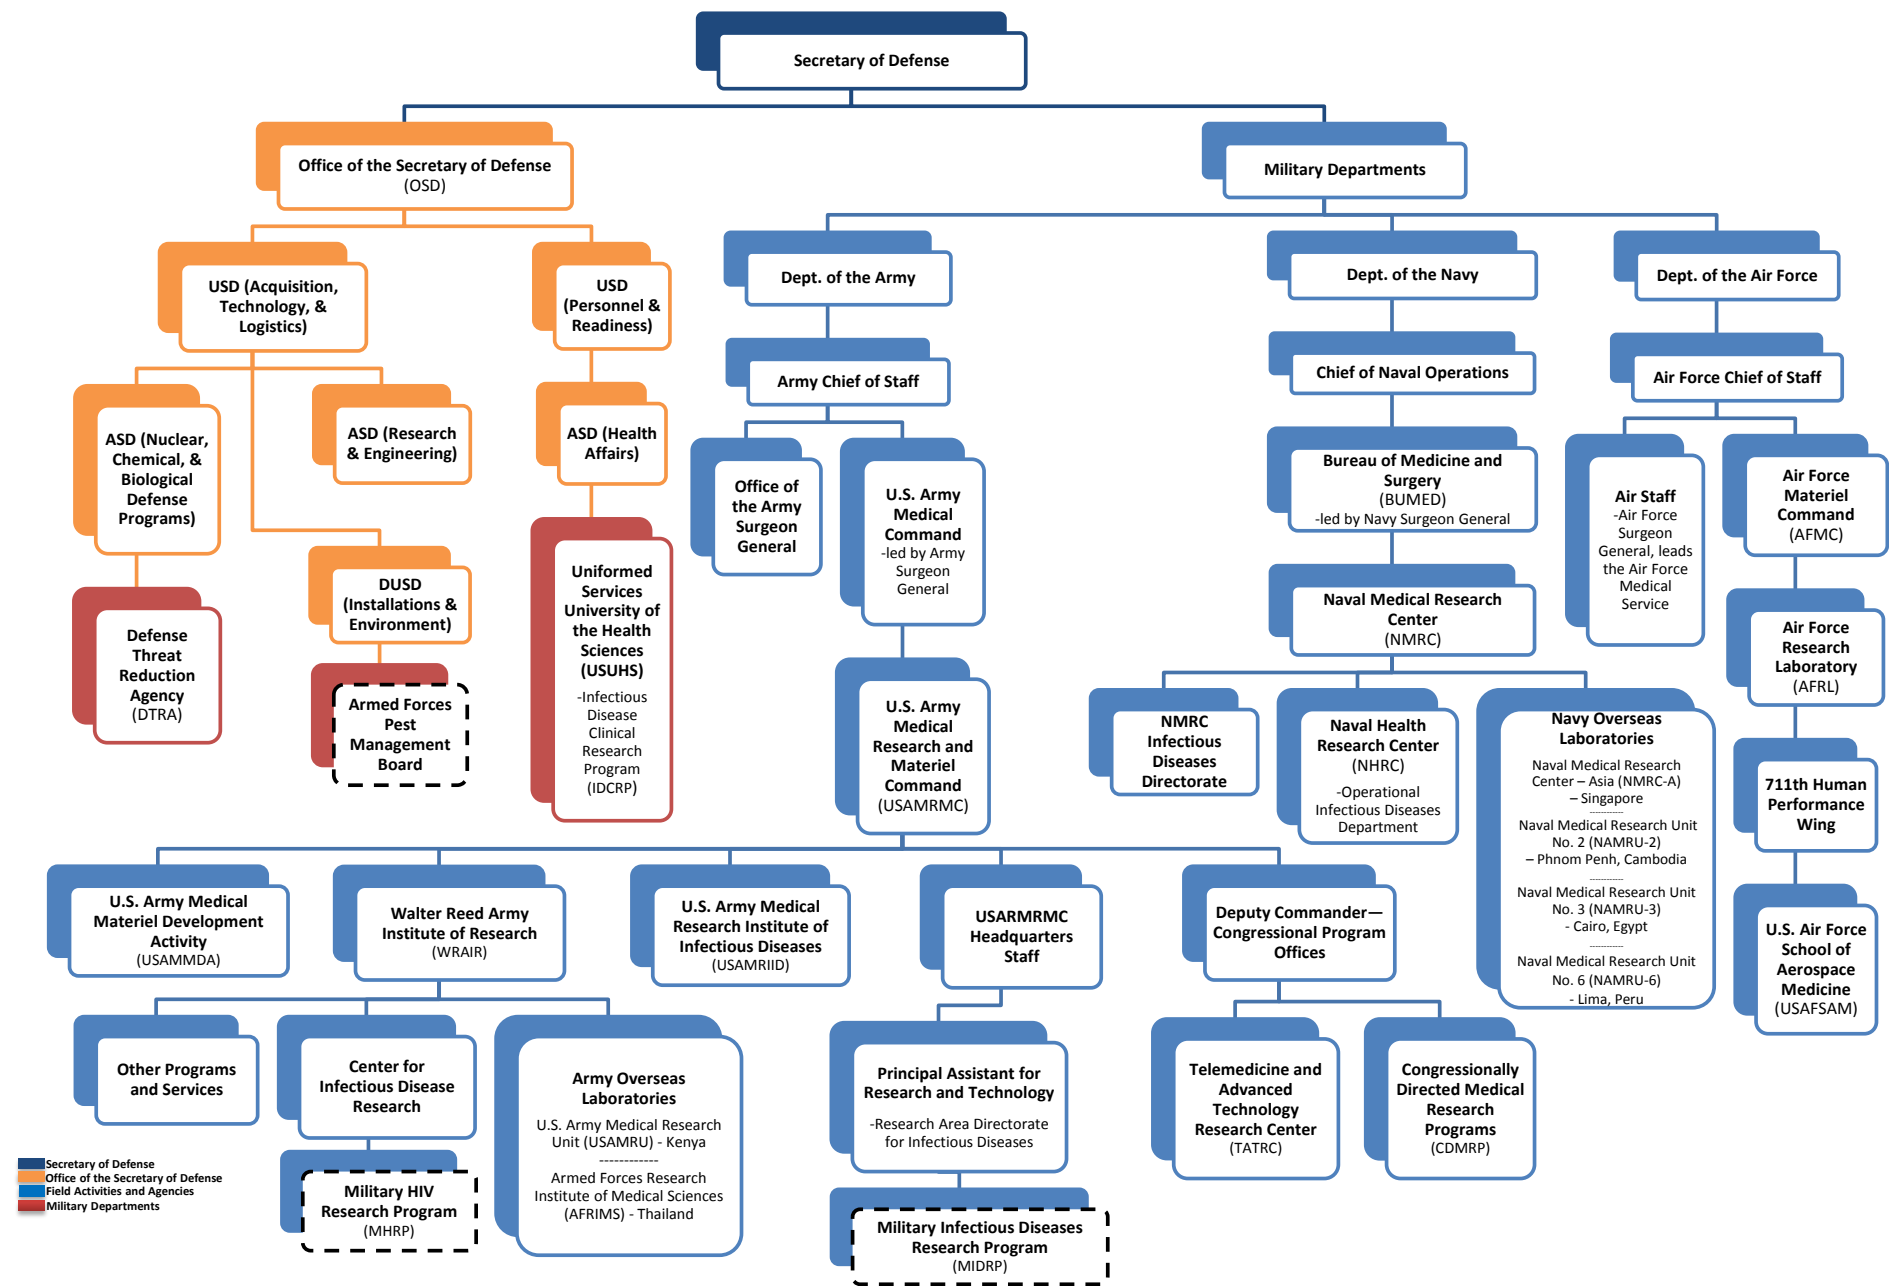 Secretary of Defense
Office of the Secretary of Defense
(OSD)
Military Departments
USD (Acquisition,
Technology, &
Logistics)
USD
(Personnel &
Readiness)
Dept. of the Army
Dept. of the Navy
Dept. of the Air Force
ASD (Nuclear,
Chemical, &
Biological
Defense
Programs)
ASD (Research
& Engineering)
ASD (Health
Affairs)
Army Chief of Staff
Chief of Naval Operations
Air Force Chief of Staff
Office of
the Army
Surgeon
General
U.S. Army
Medical
Command
-led by Army
Surgeon
General
Bureau of Medicine and
Surgery
(BUMED)
-led by Navy Surgeon General
Air Staff
-Air Force
Surgeon
General, leads
the Air Force
Medical
Service
Air Force
Materiel
Command
(AFMC)
Defense
Threat
Reduction
Agency
(DTRA)
DUSD
(Installations &
Environment)
Armed Forces
Pest
Management
Board
Uniformed
Services
University of
the Health
Sciences
(USUHS)
-Infectious
Disease
Clinical
Research
Program
(IDCRP)
U.S. Army
Medical
Research and
Materiel
Command
(USAMRMC)
Naval Medical Research
Center
(NMRC)
Air Force
Research
Laboratory
(AFRL)
NMRC
Infectious
Diseases
Directorate
Naval Health
Research Center
(NHRC)
-Operational
Infectious Diseases
Department
Navy Overseas
Laboratories
Naval Medical Research
Center – Asia (NMRC-A)
– Singapore
------------
Naval Medical Research Unit
No. 2 (NAMRU-2)
– Phnom Penh, Cambodia
------------
Naval Medical Research Unit
No. 3 (NAMRU-3)
- Cairo, Egypt
------------
Naval Medical Research Unit
No. 6 (NAMRU-6)
- Lima, Peru
711th Human
Performance
Wing
U.S. Air Force
School of
Aerospace
Medicine
(USAFSAM)
U.S. Army Medical
Materiel Development
Activity
(USAMMDA)
Walter Reed Army
Institute of Research
(WRAIR)
U.S. Army Medical
Research Institute of
Infectious Diseases
(USAMRIID)
USARMRMC
Headquarters
Staff
Deputy Commander—
Congressional Program
Offices
Other Programs
and Services
Center for
Infectious Disease
Research
Army Overseas
Laboratories
U.S. Army Medical Research
Unit (USAMRU) - Kenya
------------
Armed Forces Research
Institute of Medical Sciences
(AFRIMS) - Thailand
Principal Assistant for
Research and Technology
-Research Area Directorate
for Infectious Diseases
Telemedicine and
Advanced
Technology
Research Center
(TATRC)
Congressionally
Directed Medical
Research
Programs
(CDMRP)
Military HIV
Research Program
(MHRP)
Military Infectious Diseases
Research Program
(MIDRP)
Secretary of Defense
Office of the Secretary of Defense
Field Activities and Agencies
Military Departments